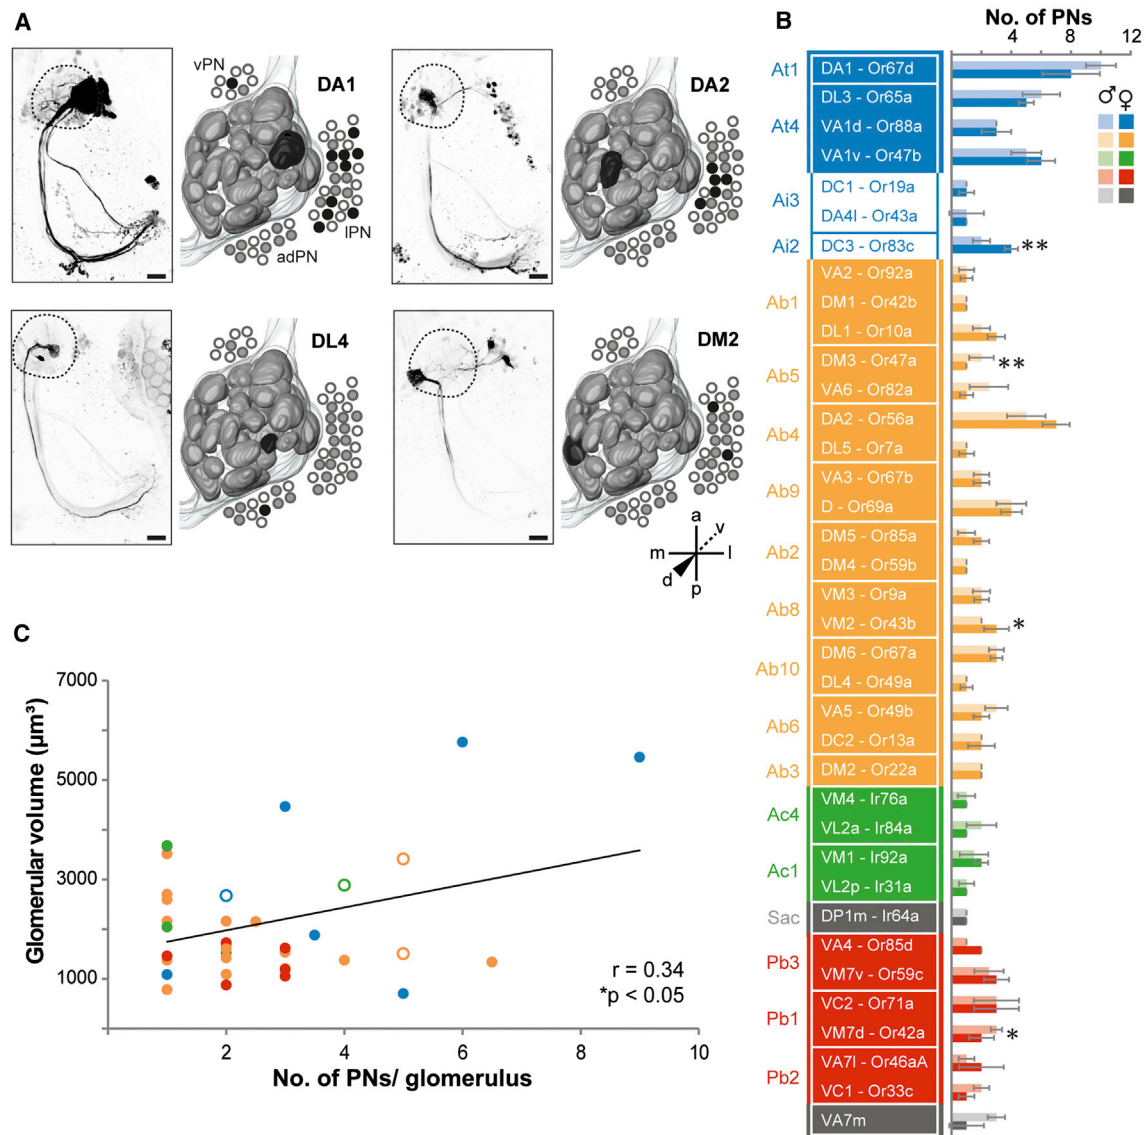 A
vPN
DA1
lPN
adPN
DA2
DL4
DM2
a
v
m
l
d
p
B
No. of PNs
4
8
12
♂ ♀
At1
DA1 - Or67d
At4
DL3 - Or65a
VA1d - Or88a
VA1v - Or47b
Ai3
DC1 - Or19a
DA4l - Or43a
Ai2
DC3 - Or83c
**
Ab1
VA2 - Or92a
DM1 - Or42b
DL1 - Or10a
Ab5
DM3 - Or47a
**
VA6 - Or82a
Ab4
DA2 - Or56a
DL5 - Or7a
Ab9
VA3 - Or67b
D - Or69a
Ab2
DM5 - Or85a
DM4 - Or59b
Ab8
VM3 - Or9a
VM2 - Or43b
*
Ab10
DM6 - Or67a
DL4 - Or49a
Ab6
VA5 - Or49b
DC2 - Or13a
Ab3
DM2 - Or22a
Ac4
VM4 - Ir76a
VL2a - Ir84a
Ac1
VM1 - Ir92a
VL2p - Ir31a
Sac
DP1m - Ir64a
Pb3
VA4 - Or85d
VM7v - Or59c
Pb1
VC2 - Or71a
VM7d - Or42a
*
Pb2
VA7l - Or46aA
VC1 - Or33c
VA7m
C
Glomerular volume (µm³)
7000
5000
3000
1000
r = 0.34
*p < 0.05
2
4
6
8
10
No. of PNs/ glomerulus